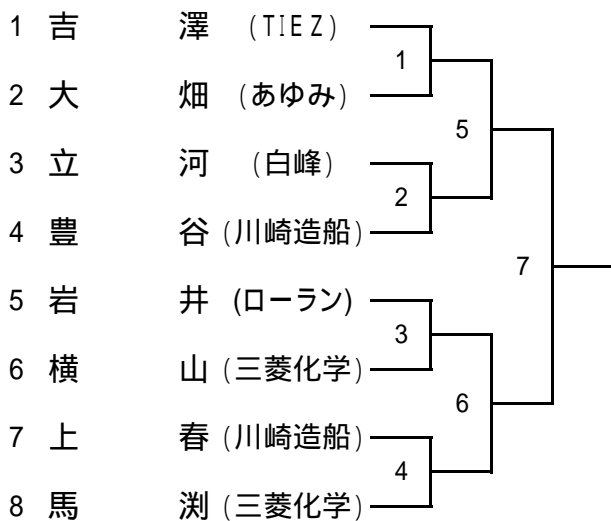 1 吉 澤 (TIEZ)
1
2 大 畑 (あゆみ)
5
3 立 河 (白峰)
2
4 豊 谷 (川崎造船)
7
5 岩 井 (ローラン)
3
6 横 山 (三菱化学)
6
7 上 春 (川崎造船)
4
8 馬 渕 (三菱化学)